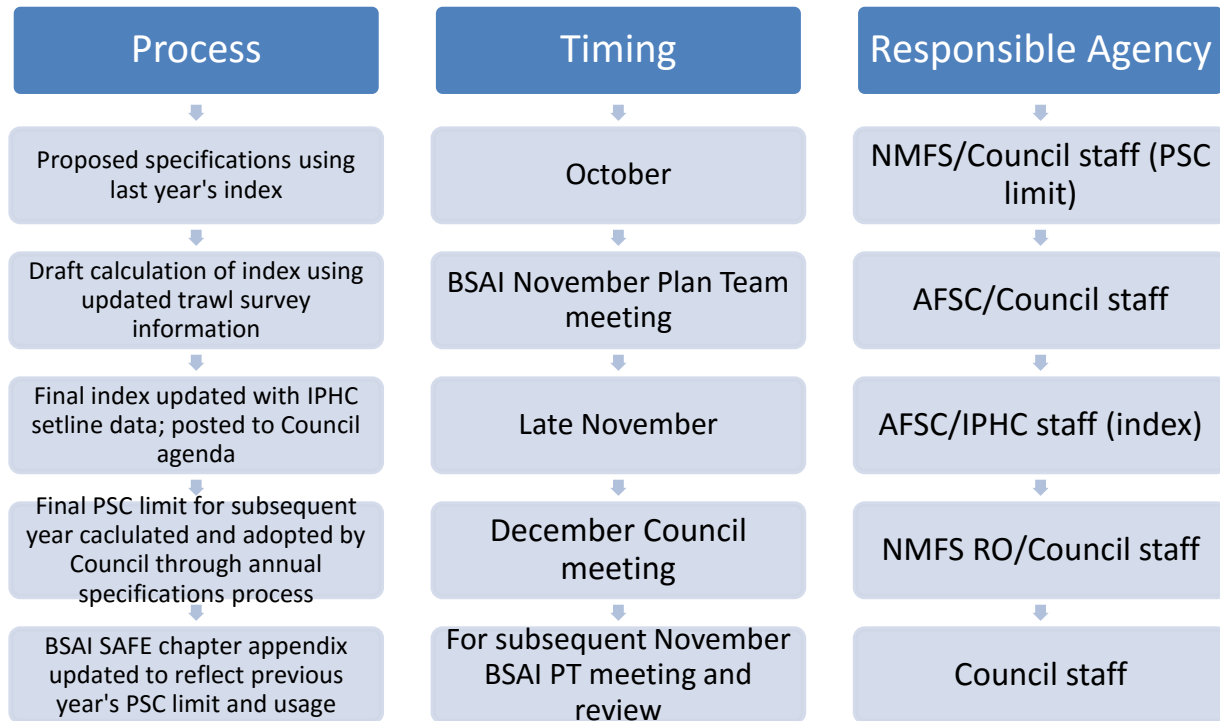 Process
Timing
Responsible Agency
Proposed specifications using
last year's index
October
NMFS/Council staff (PSC
limit)
Draft calculation of index using
updated trawl survey
information
BSAI November Plan Team
meeting
AFSC/Council staff
Final index updated with IPHC
setline data; posted to Council
agenda
Late November
AFSC/IPHC staff (index)
Final PSC limit for subsequent
year caclulated and adopted by
Council through annual
specifications process
December Council
meeting
NMFS RO/Council staff
BSAI SAFE chapter appendix
updated to reflect previous
year's PSC limit and usage
For subsequent November
BSAI PT meeting and
review
Council staff